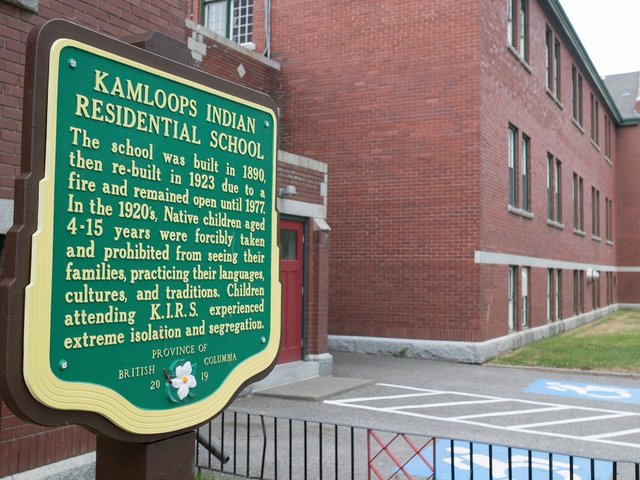 KAMLOOPS INDIAN
RESIDENTIAL SCHOOL
The school was built in 1890,
then re-built in 1923 due to a
fire and remained open until 1977.
In the 1920's, Native children aged
4-15 years were forcibly taken
and prohibited from seeing their
families, practicing their languages,
cultures, and traditions. Children
attending K.I.R.S. experienced
extreme isolation and segregation.
PROVINCE OF
BRITISH COLUMBIA
2019